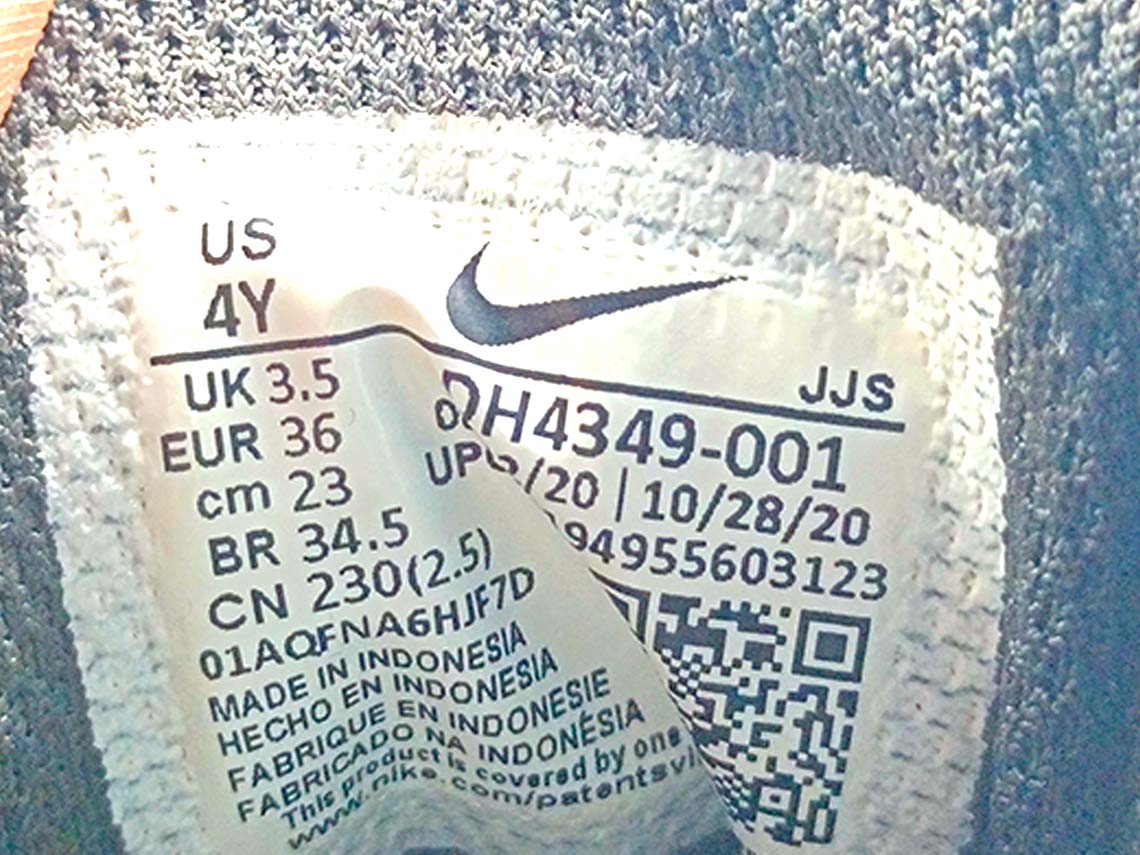 US
4Y
UK 3.5
EUR 36
cm 23
BR 34.5
CN 230(2.5)
01AQFNA6HJF7D
MADE IN INDONESIA
HECHO EN INDONESIA
FABRIQUE EN INDONESIE
FABRICADO NA INDONÉSIA
This product is covered by one
www.nike.com/patents
JJS
H4349-001
/20 | 10/28/20
94955603123